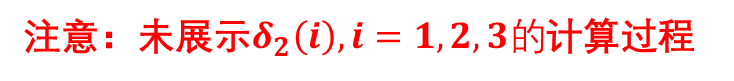 注意：未展示δ₂(i), i = 1,2,3的计算过程